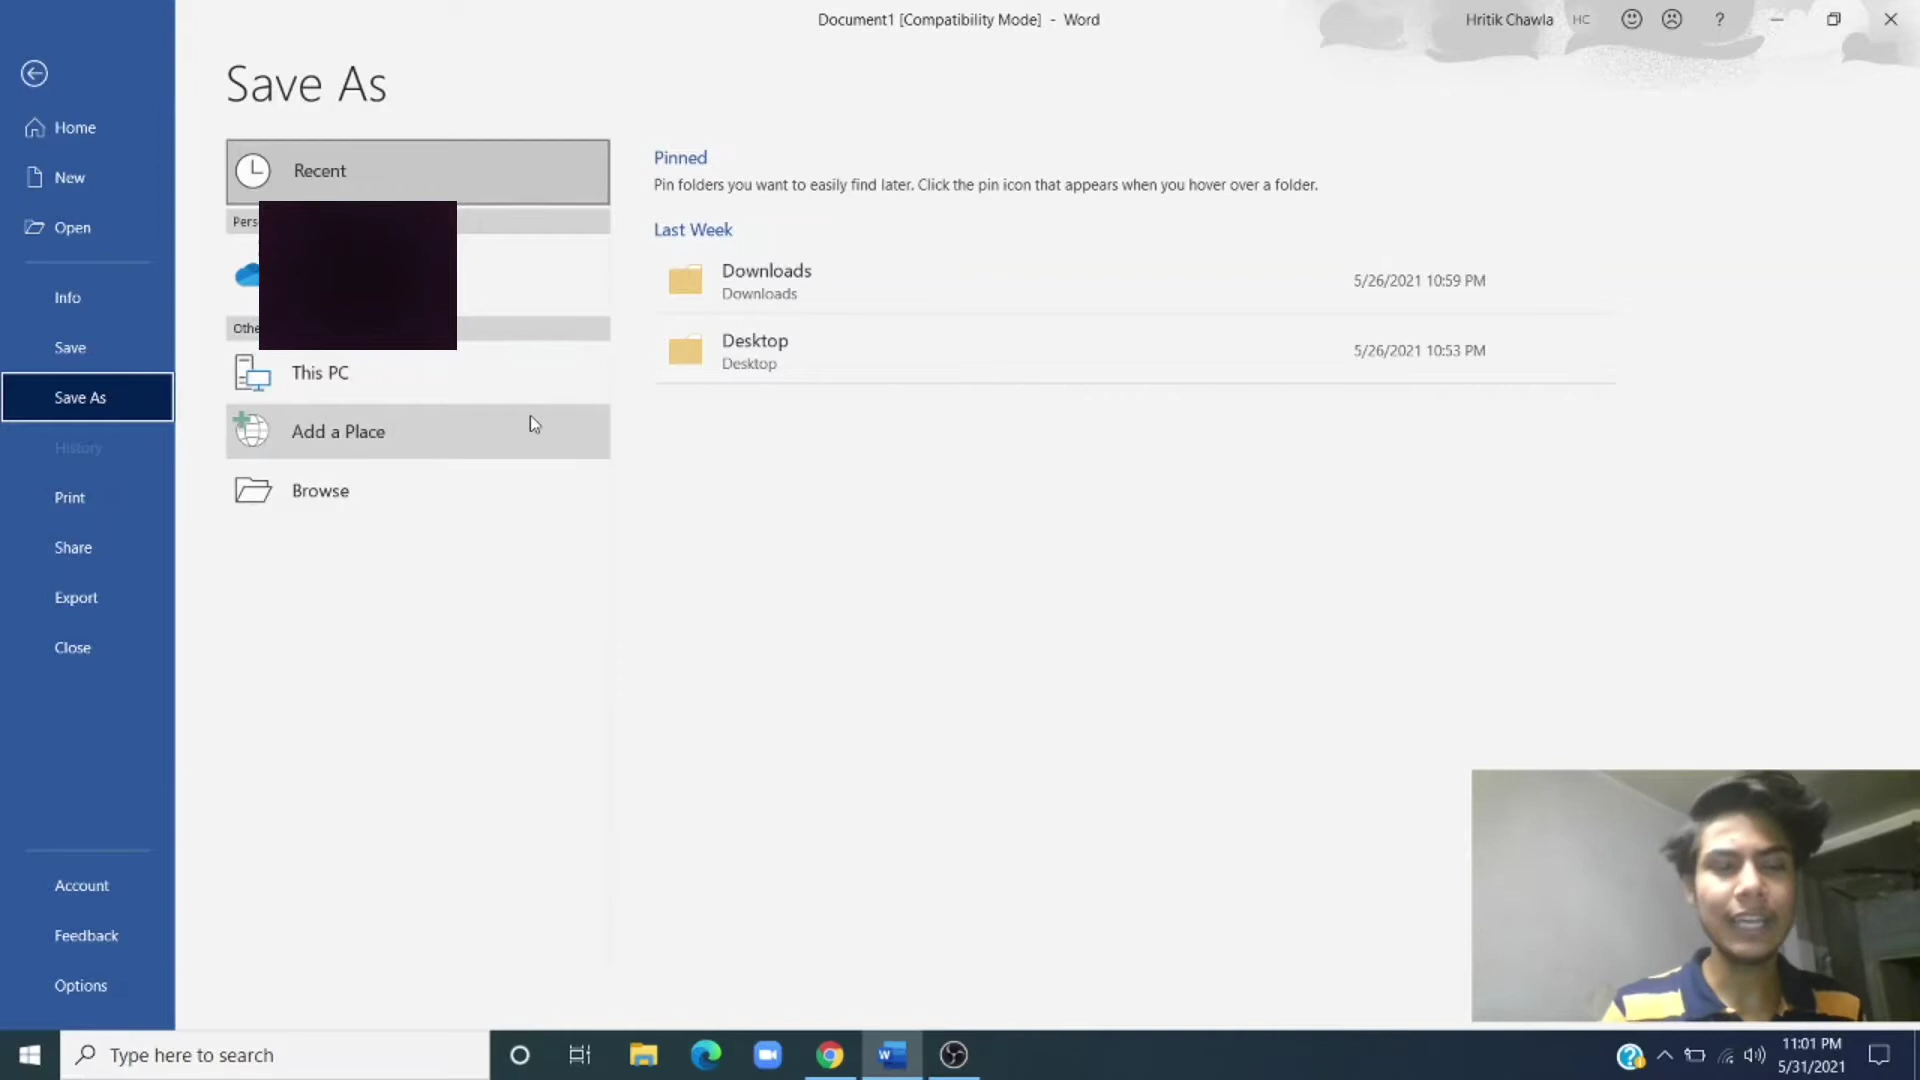 Document1 [Compatibility Mode] - Word
Hritik Chawla HC
?
Save As
Home
New
Open
Info
Save
Save As
History
Print
Share
Export
Close
Account
Feedback
Options
Recent
This PC
Add a Place
Browse
Pinned
Pin folders you want to easily find later. Click the pin icon that appears when you hover over a folder.
Last Week
Downloads 5/26/2021 10:59 PM
Downloads
Desktop 5/26/2021 10:53 PM
Desktop
Type here to search
11:01 PM
5/31/2021